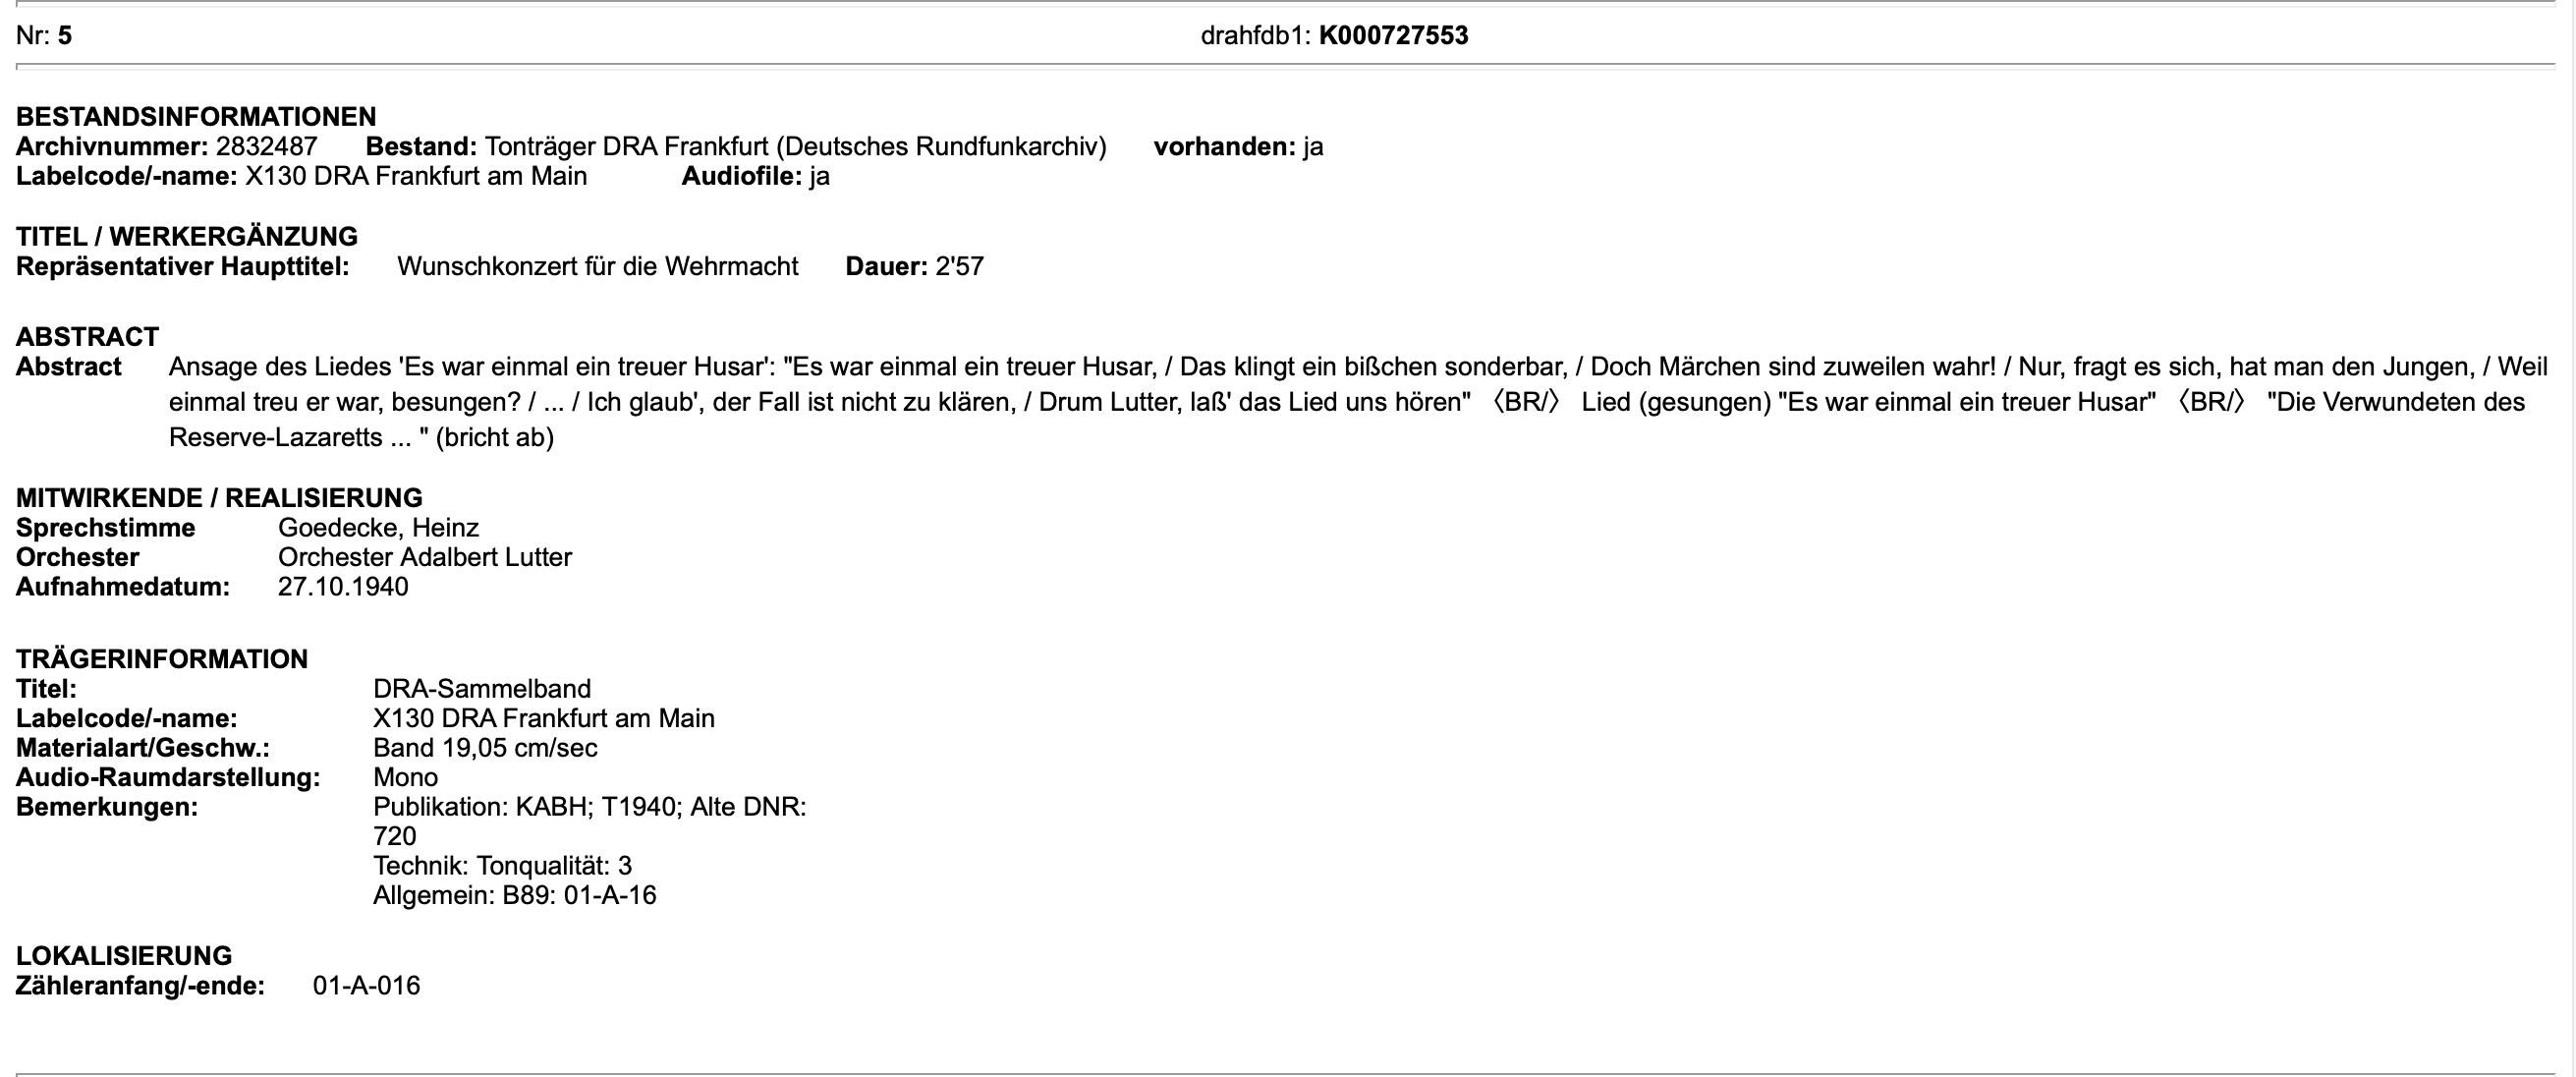 Nr: 5 drahfdb1: K000727553
BESTANDSINFORMATIONEN
Archivnummer: 2832487 Bestand: Tonträger DRA Frankfurt (Deutsches Rundfunkarchiv) vorhanden: ja
Labelcode/-name: X130 DRA Frankfurt am Main Audiofile: ja
TITEL / WERKERGÄNZUNG
Repräsentativer Haupttitel: Wunschkonzert für die Wehrmacht Dauer: 2'57
ABSTRACT
Abstract Ansage des Liedes 'Es war einmal ein treuer Husar': "Es war einmal ein treuer Husar, / Das klingt ein bißchen sonderbar, / Doch Märchen sind zuweilen wahr! / Nur, fragt es sich, hat man den Jungen, / Weil
einmal treu er war, besungen? / ... / Ich glaub', der Fall ist nicht zu klären, / Drum Lutter, laß' das Lied uns hören" 〈BR/〉 Lied (gesungen) "Es war einmal ein treuer Husar" 〈BR/〉 "Die Verwundeten des
Reserve-Lazaretts ... " (bricht ab)
MITWIRKENDE / REALISIERUNG
Sprechstimme Goedecke, Heinz
Orchester Orchester Adalbert Lutter
Aufnahmedatum: 27.10.1940
TRÄGERINFORMATION
Titel: DRA-Sammelband
Labelcode/-name: X130 DRA Frankfurt am Main
Materialart/Geschw.: Band 19,05 cm/sec
Audio-Raumdarstellung: Mono
Bemerkungen: Publikation: KABH; T1940; Alte DNR:
720
Technik: Tonqualität: 3
Allgemein: B89: 01-A-16
LOKALISIERUNG
Zähleranfang/-ende: 01-A-016